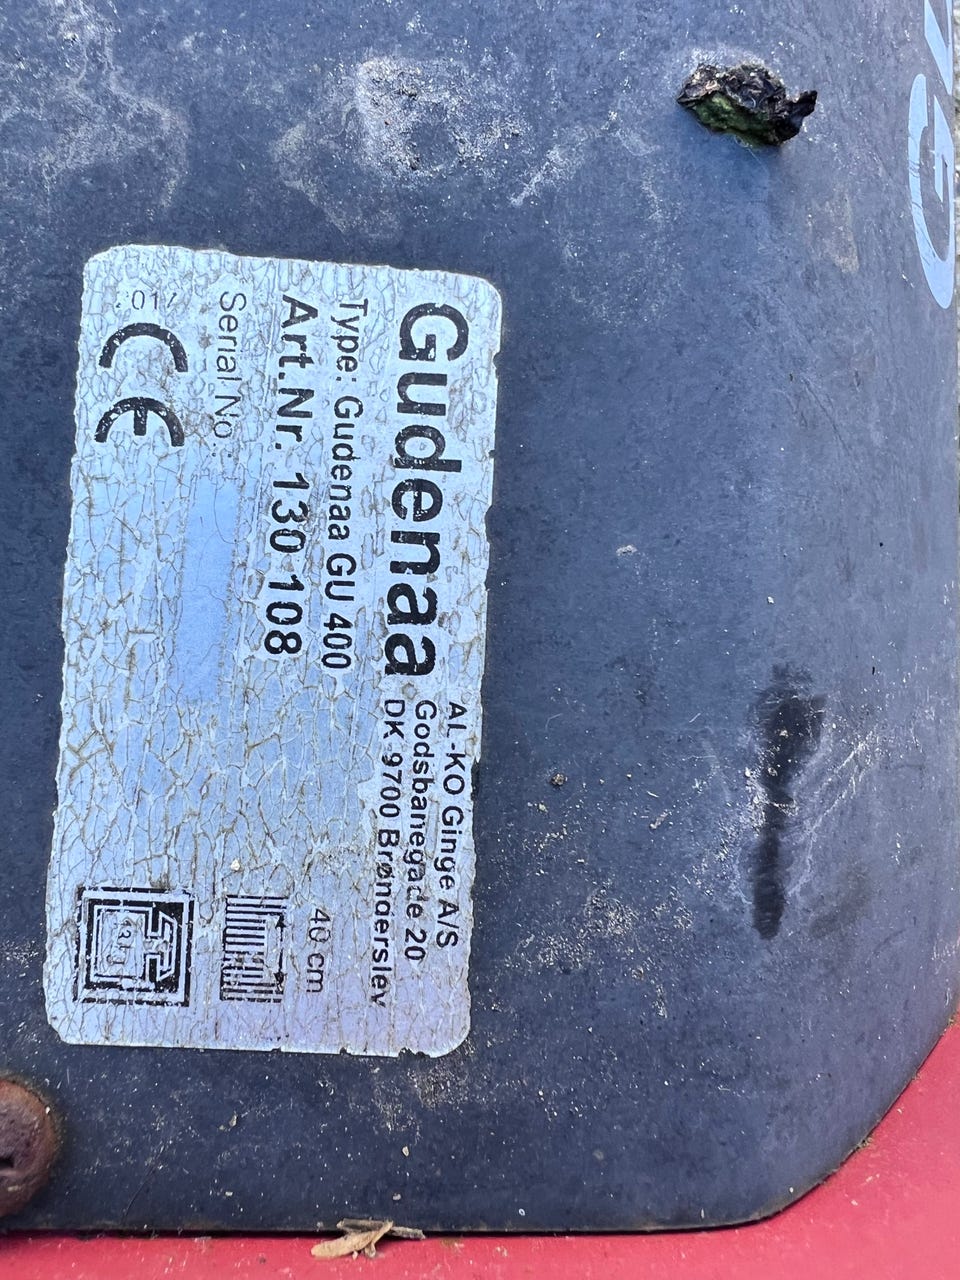 Gudenaa
AL-KO Ginge A/S
Godsbanegade 20
DK 9700 Brønderslev
Type: Gudenaa GU 400
40 cm
Art.Nr. 130 108
Serial No.:
CE